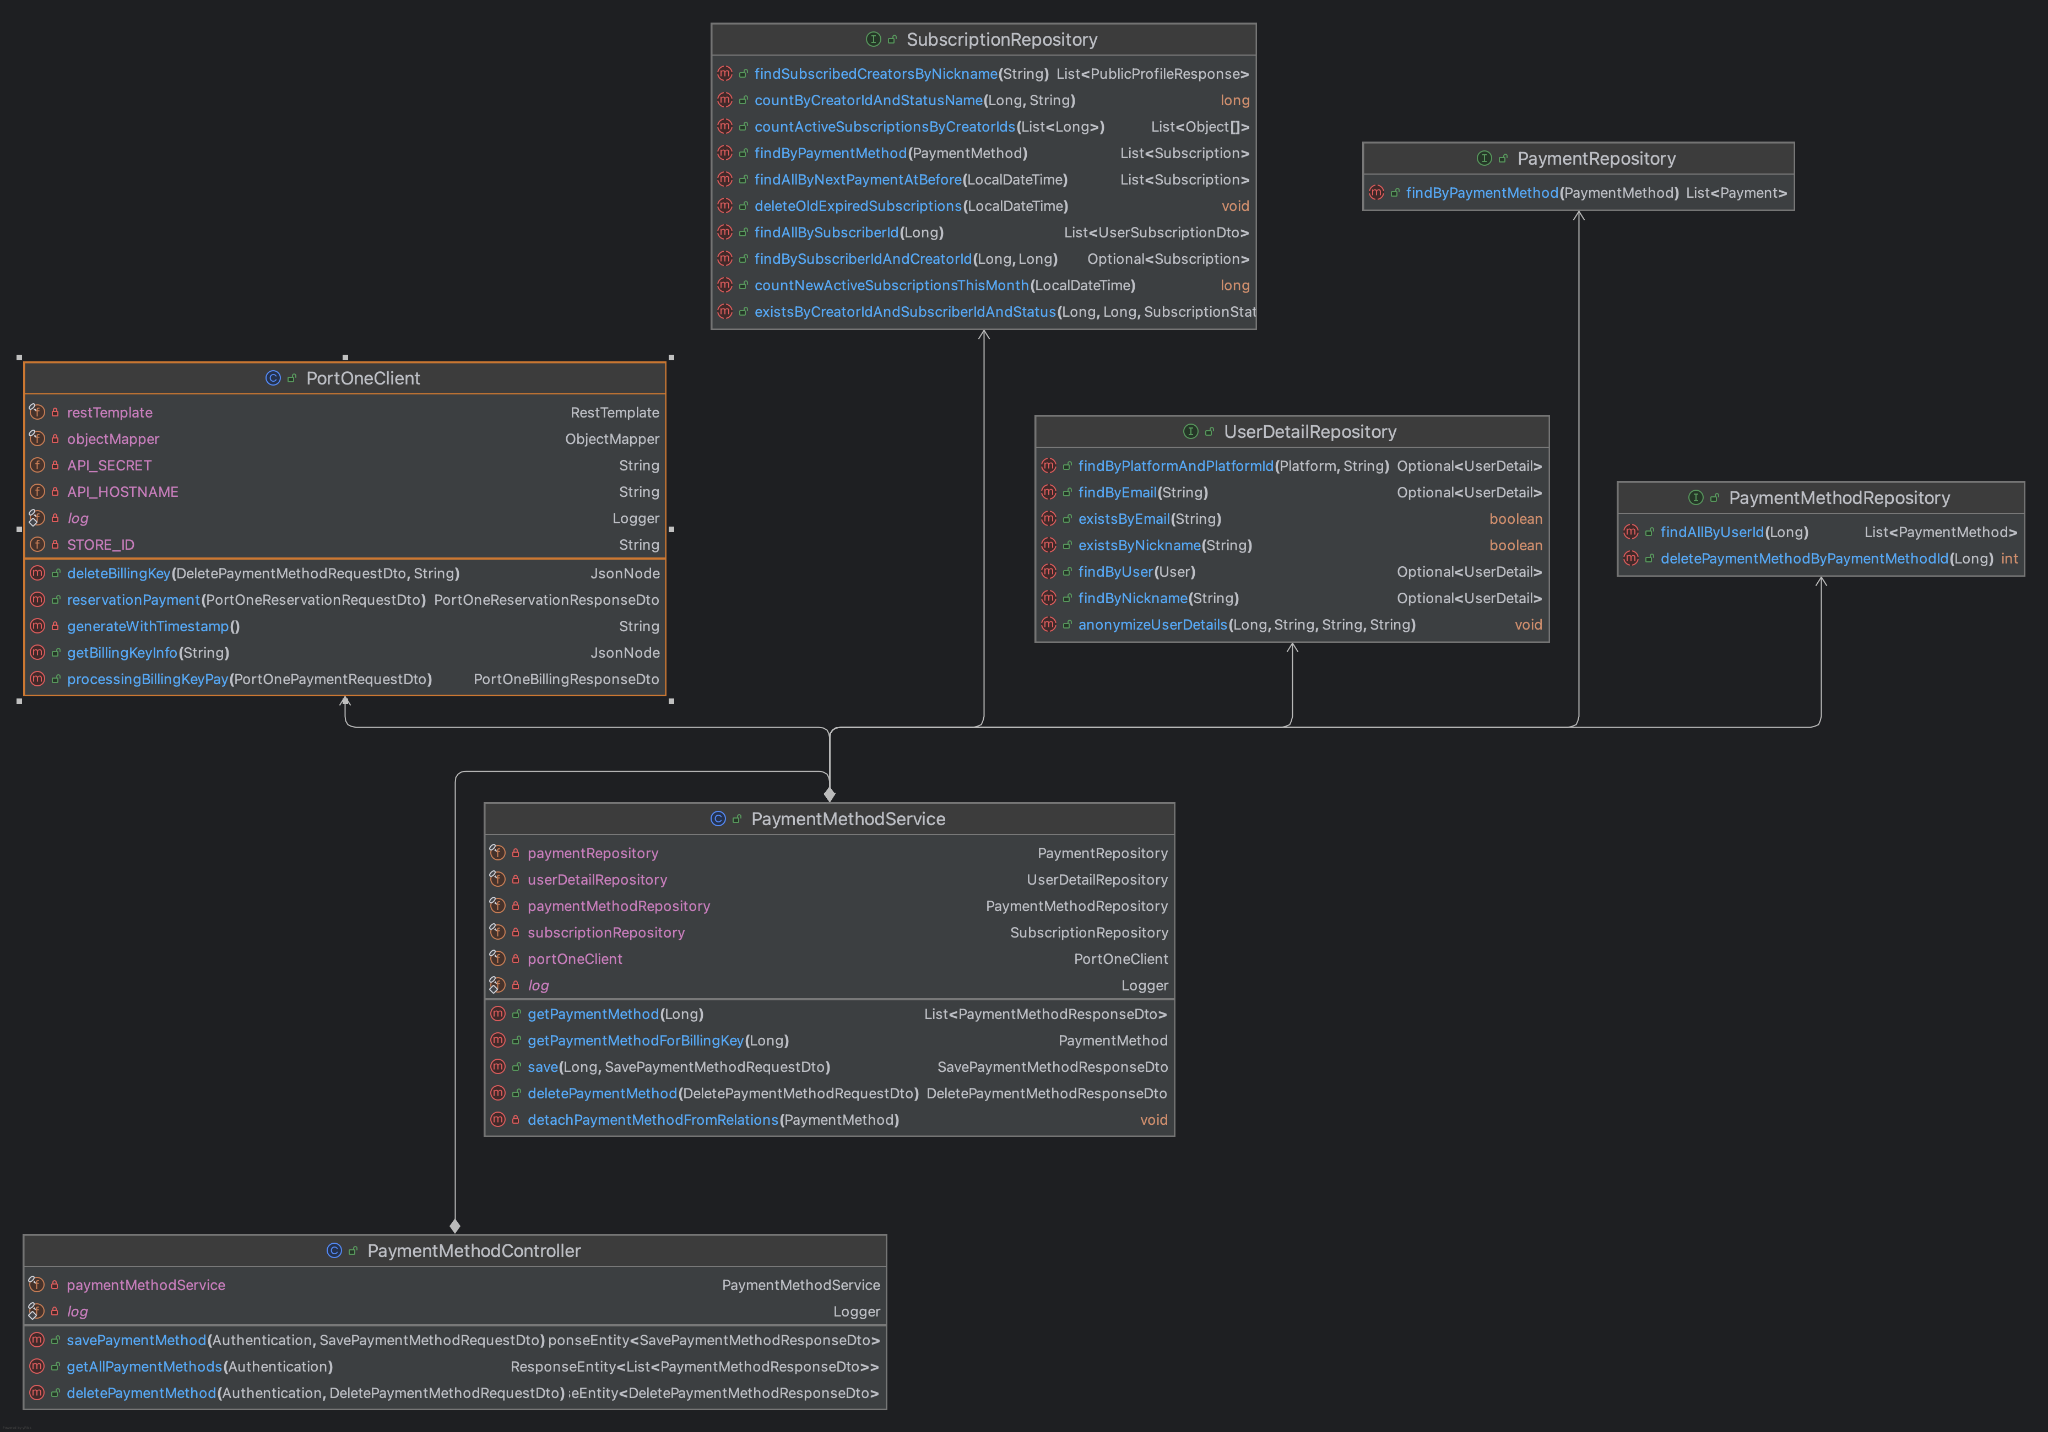 SubscriptionRepository
findSubscribedCreatorsByNickname(String) List<PublicProfileResponse>
countByCreatorIdAndStatusName(Long, String) long
countActiveSubscriptionsByCreatorIds(List<Long>) List<Object[]>
findByPaymentMethod(PaymentMethod) List<Subscription>
findAllByNextPaymentAtBefore(LocalDateTime) List<Subscription>
deleteOldExpiredSubscriptions(LocalDateTime) void
findAllBySubscriberId(Long) List<UserSubscriptionDto>
findBySubscriberIdAndCreatorId(Long, Long) Optional<Subscription>
countNewActiveSubscriptionsThisMonth(LocalDateTime) long
existsByCreatorIdAndSubscriberIdAndStatus(Long, Long, SubscriptionStat
PaymentRepository
findByPaymentMethod(PaymentMethod) List<Payment>
PortOneClient
restTemplate RestTemplate
objectMapper ObjectMapper
API_SECRET String
API_HOSTNAME String
log Logger
STORE_ID String
deleteBillingKey(DeletePaymentMethodRequestDto, String) JsonNode
reservationPayment(PortOneReservationRequestDto) PortOneReservationResponseDto
generateWithTimestamp() String
getBillingKeyInfo(String) JsonNode
processingBillingKeyPay(PortOnePaymentRequestDto) PortOneBillingResponseDto
UserDetailRepository
findByPlatformAndPlatformId(Platform, String) Optional<UserDetail>
findByEmail(String) Optional<UserDetail>
existsByEmail(String) boolean
existsByNickname(String) boolean
findByUser(User) Optional<UserDetail>
findByNickname(String) Optional<UserDetail>
anonymizeUserDetails(Long, String, String, String) void
PaymentMethodRepository
findAllByUserId(Long) List<PaymentMethod>
deletePaymentMethodByPaymentMethodId(Long) int
PaymentMethodService
paymentRepository PaymentRepository
userDetailRepository UserDetailRepository
paymentMethodRepository PaymentMethodRepository
subscriptionRepository SubscriptionRepository
portOneClient PortOneClient
log Logger
getPaymentMethod(Long) List<PaymentMethodResponseDto>
getPaymentMethodForBillingKey(Long) PaymentMethod
save(Long, SavePaymentMethodRequestDto) SavePaymentMethodResponseDto
deletePaymentMethod(DeletePaymentMethodRequestDto) DeletePaymentMethodResponseDto
detachPaymentMethodFromRelations(PaymentMethod) void
PaymentMethodController
paymentMethodService PaymentMethodService
log Logger
savePaymentMethod(Authentication, SavePaymentMethodRequestDto) ponseEntity<SavePaymentMethodResponseDto>
getAllPaymentMethods(Authentication) ResponseEntity<List<PaymentMethodResponseDto>>
deletePaymentMethod(Authentication, DeletePaymentMethodRequestDto) eEntity<DeletePaymentMethodResponseDto>